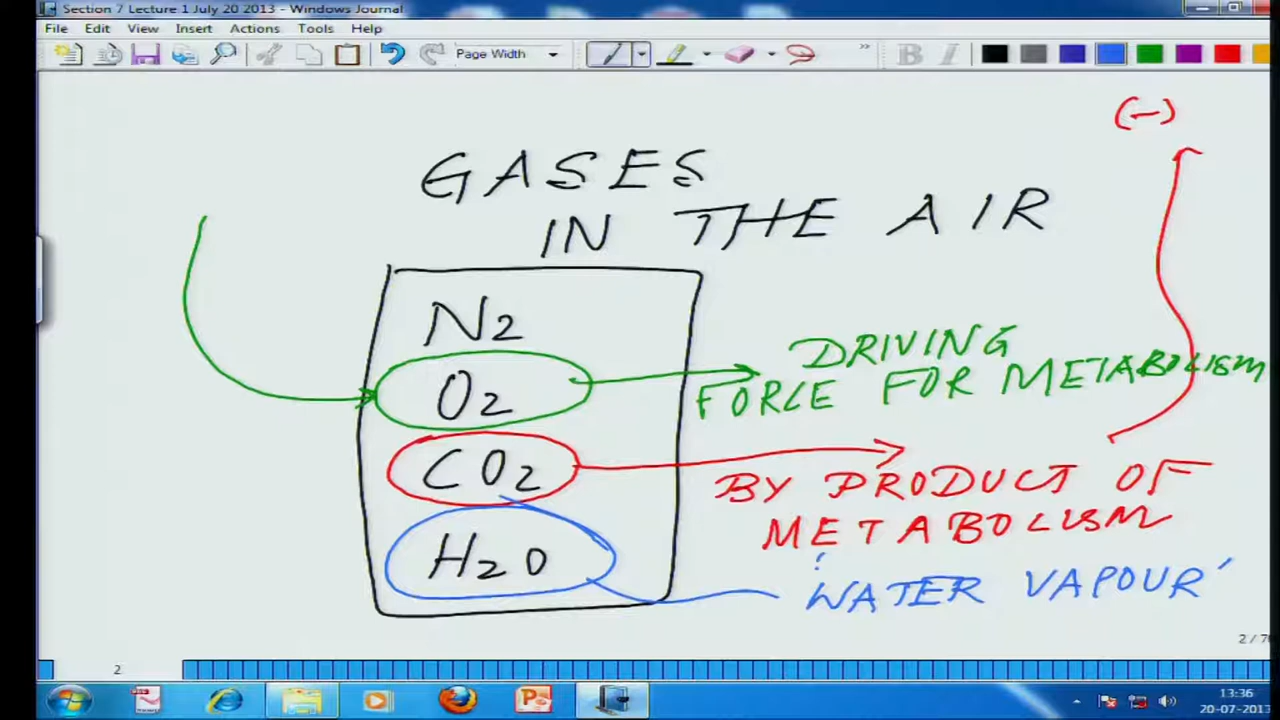 Section 7 Lecture 1 July 20 2013 - Windows Journal
File Edit View Insert Actions Tools Help
Page Width
B I
(-)
GASES
IN THE AIR
N2
O2
DRIVING
FORCE FOR METABOLISM
CO2
BY PRODUCT OF
METABOLISM
H2O
'WATER VAPOUR'
2
13:36
20-07-2013